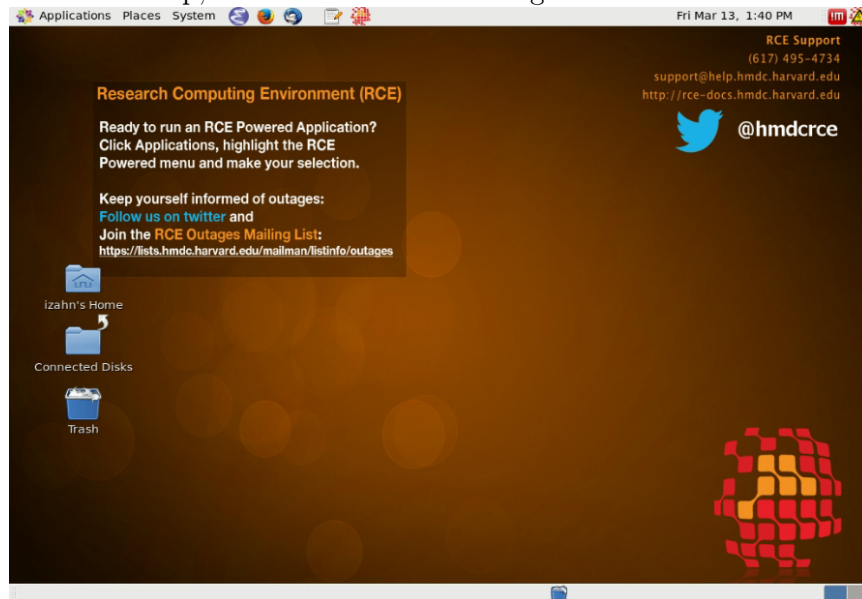 Applications Places System Fri Mar 13, 1:40 PM im
RCE Support
(617) 495-4734
support@help.hmdc.harvard.edu
http://rce-docs.hmdc.harvard.edu
@hmdcrce
Research Computing Environment (RCE)
Ready to run an RCE Powered Application?
Click Applications, highlight the RCE
Powered menu and make your selection.
Keep yourself informed of outages:
Follow us on twitter and
Join the RCE Outages Mailing List:
https://lists.hmdc.harvard.edu/mailman/listinfo/outages
izahn's Home
Connected Disks
Trash